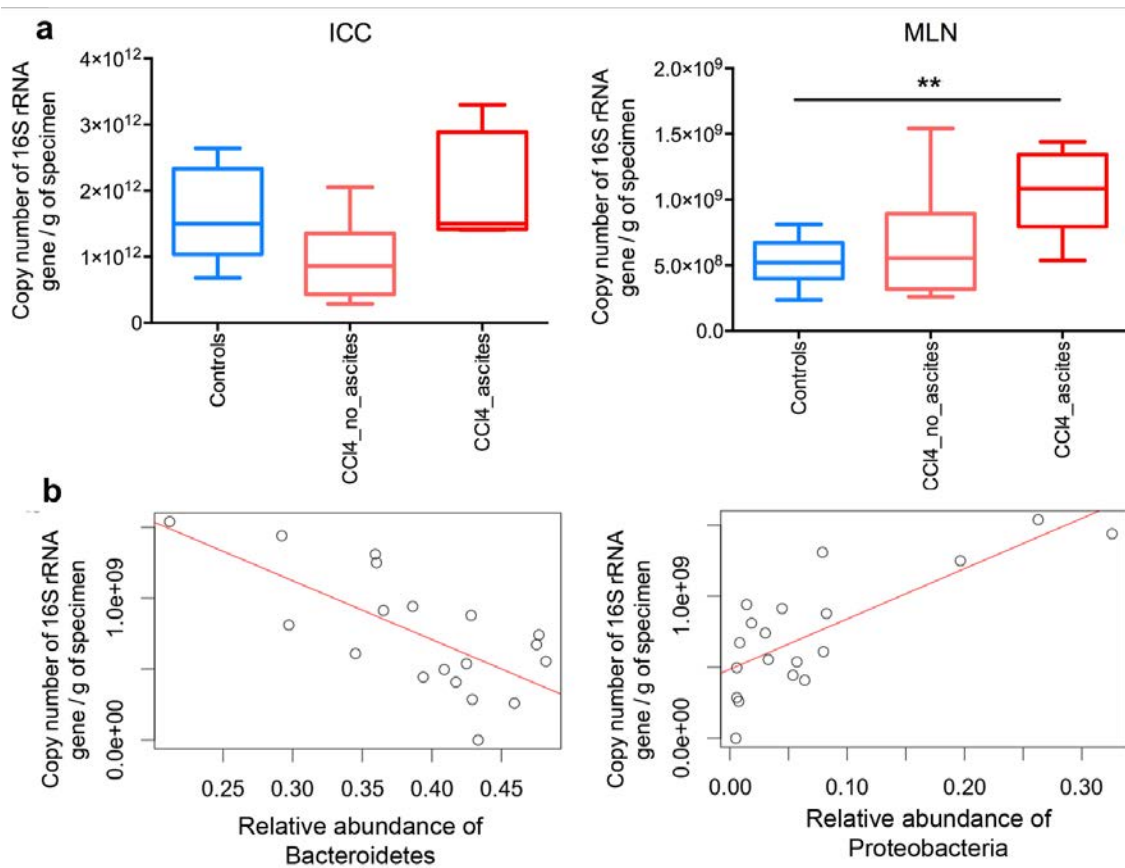 a
ICC
Copy number of 16S rRNA
gene / g of specimen
4×10¹²
3×10¹²
2×10¹²
1×10¹²
0
Controls
CCl4_no_ascites
CCl4_ascites
MLN
Copy number of 16S rRNA
gene / g of specimen
2.0×10⁹
1.5×10⁹
1.0×10⁹
5.0×10⁸
0.0
**
Controls
CCl4_no_ascites
CCl4_ascites
b
Copy number of 16S rRNA
gene / g of specimen
1.0e+09
0.0e+00
0.25 0.30 0.35 0.40 0.45
Relative abundance of
Bacteroidetes
Copy number of 16S rRNA
gene / g of specimen
1.0e+09
0.0e+00
0.00 0.10 0.20 0.30
Relative abundance of
Proteobacteria